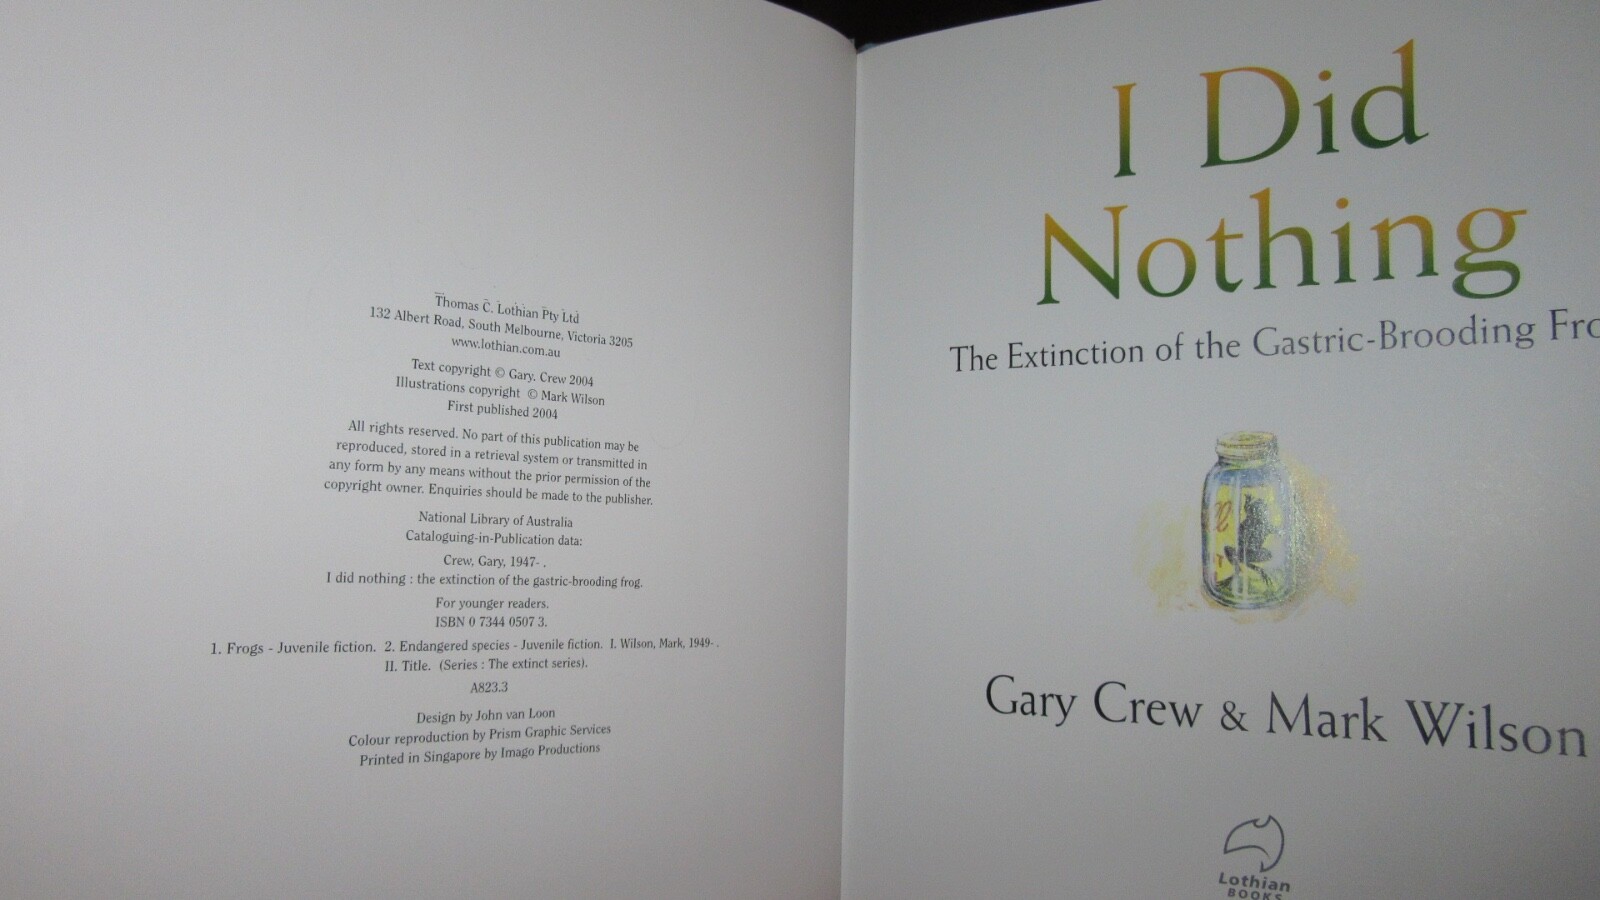 Thomas C. Lothian Pty Ltd
132 Albert Road, South Melbourne, Victoria 3205
www.lothian.com.au
Text copyright © Gary. Crew 2004
Illustrations copyright © Mark Wilson
First published 2004
All rights reserved. No part of this publication may be
reproduced, stored in a retrieval system or transmitted in
any form by any means without the prior permission of the
copyright owner. Enquiries should be made to the publisher.
National Library of Australia
Cataloguing-in-Publication data:
Crew, Gary, 1947- .
I did nothing : the extinction of the gastric-brooding frog.
For younger readers.
ISBN 0 7344 0507 3.
1. Frogs - Juvenile fiction. 2. Endangered species - Juvenile fiction. I. Wilson, Mark, 1949- .
II. Title. (Series : The extinct series).
A823.3
Design by John van Loon
Colour reproduction by Prism Graphic Services
Printed in Singapore by Imago Productions
I Did
Nothing
The Extinction of the Gastric-Brooding Fro
Gary Crew & Mark Wilson
Lothian
BOOKS